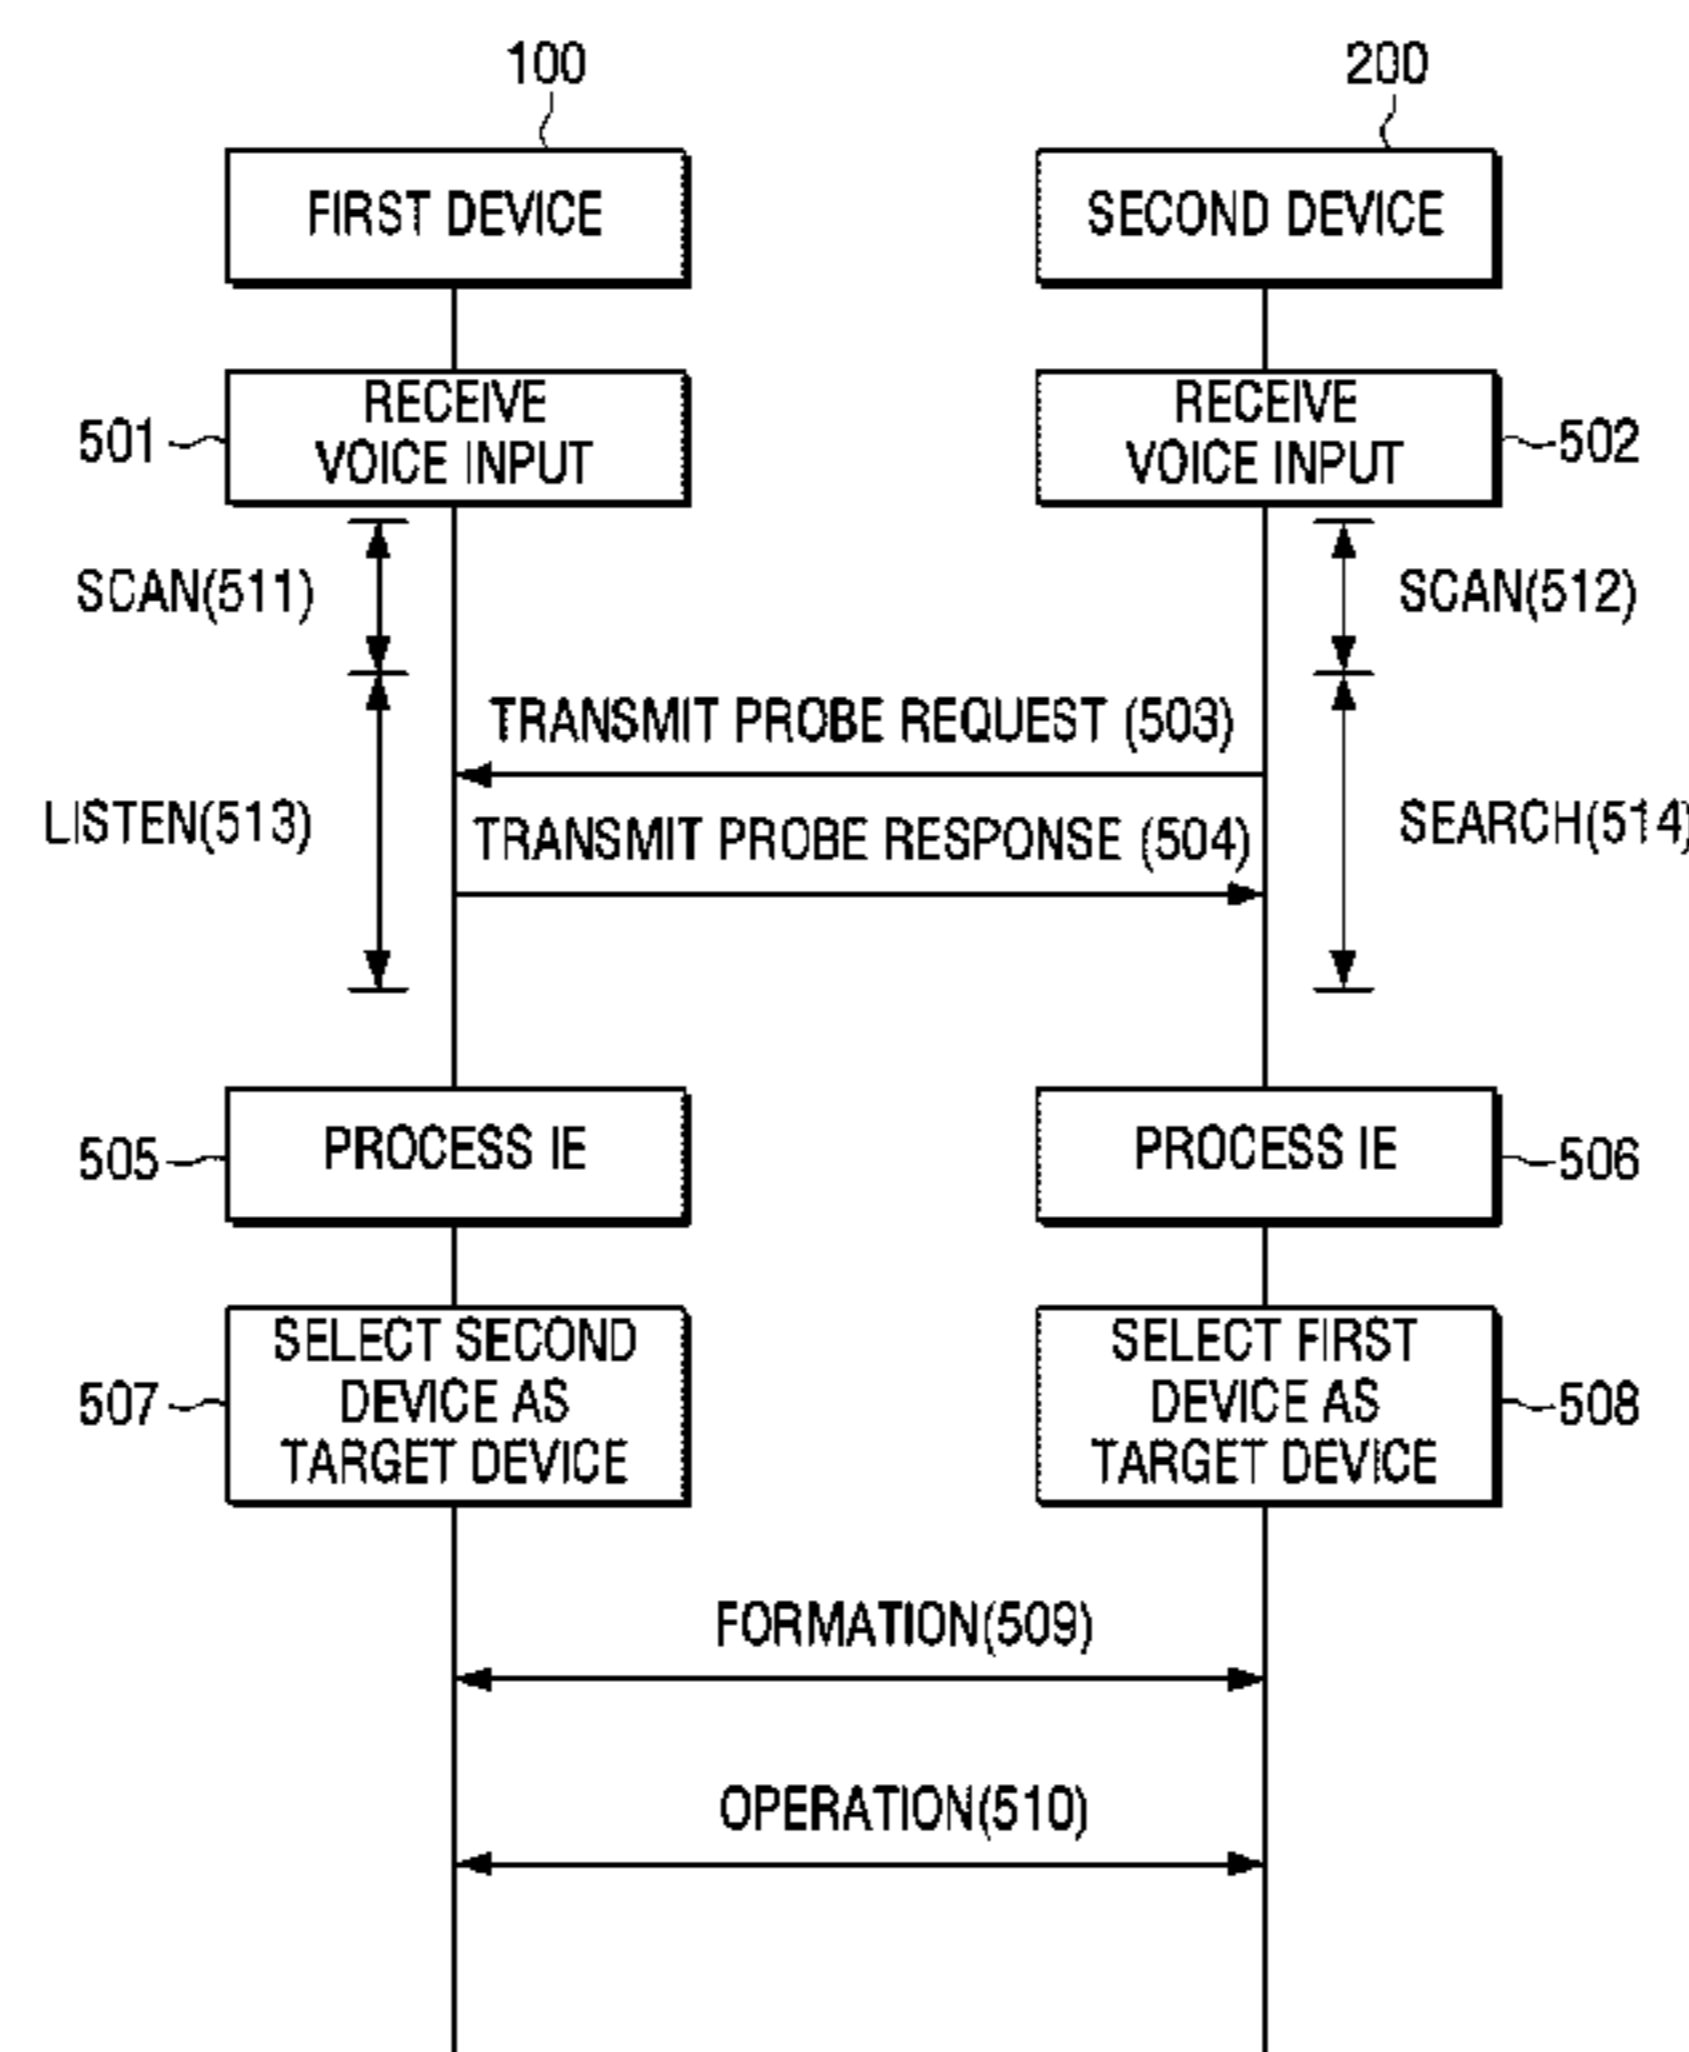 100
200
FIRST DEVICE
SECOND DEVICE
501
RECEIVE
VOICE INPUT
RECEIVE
VOICE INPUT
502
SCAN(511)
SCAN(512)
TRANSMIT PROBE REQUEST (503)
LISTEN(513)
TRANSMIT PROBE RESPONSE (504)
SEARCH(514)
505
PROCESS IE
PROCESS IE
506
507
SELECT SECOND
DEVICE AS
TARGET DEVICE
SELECT FIRST
DEVICE AS
TARGET DEVICE
508
FORMATION(509)
OPERATION(510)